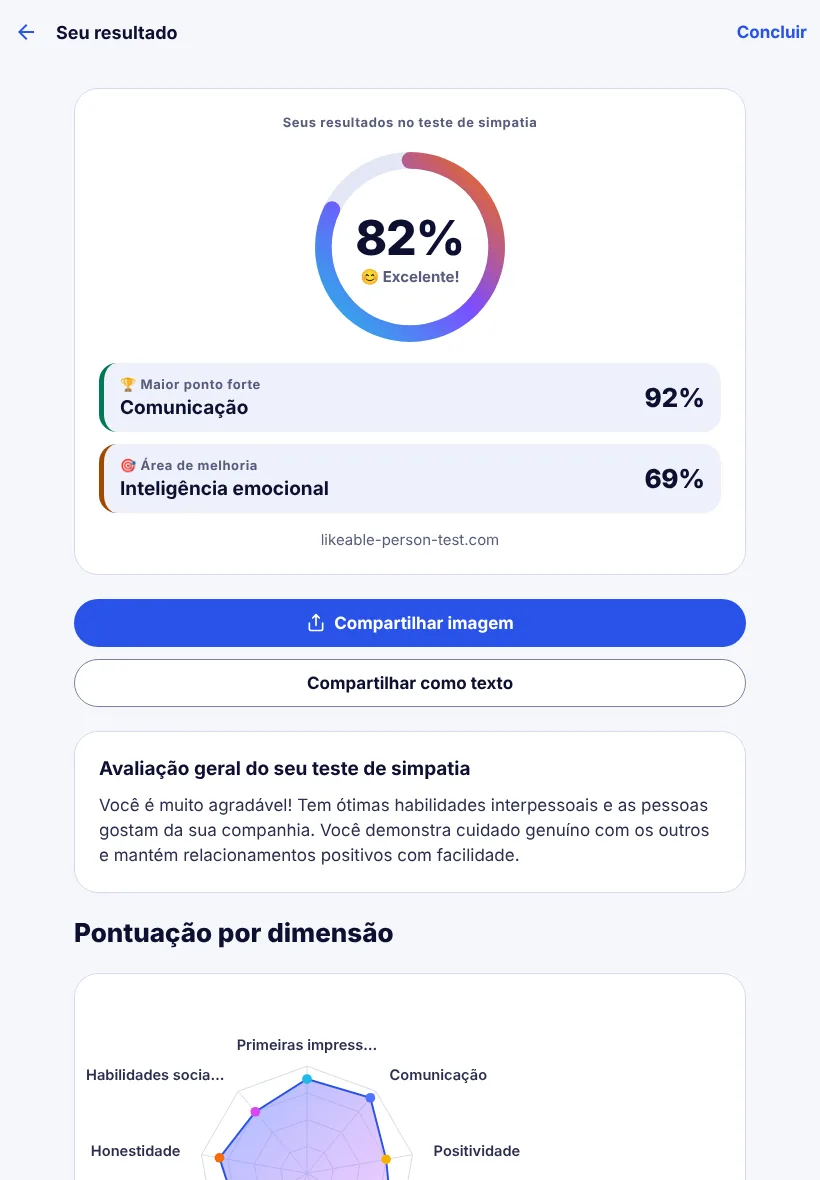 Seu resultado
Concluir
Seus resultados no teste de simpatia
82%
😊 Excelente!
🏆 Maior ponto forte
Comunicação
92%
🎯 Área de melhoria
Inteligência emocional
69%
likeable-person-test.com
Compartilhar imagem
Compartilhar como texto
Avaliação geral do seu teste de simpatia
Você é muito agradável! Tem ótimas habilidades interpessoais e as pessoas
gostam da sua companhia. Você demonstra cuidado genuíno com os outros
e mantém relacionamentos positivos com facilidade.
Pontuação por dimensão
Primeiras impress...
Habilidades socia...
Comunicação
Honestidade
Positividade